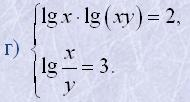 г) { lg x · lg (xy) = 2,
lg x/y = 3.